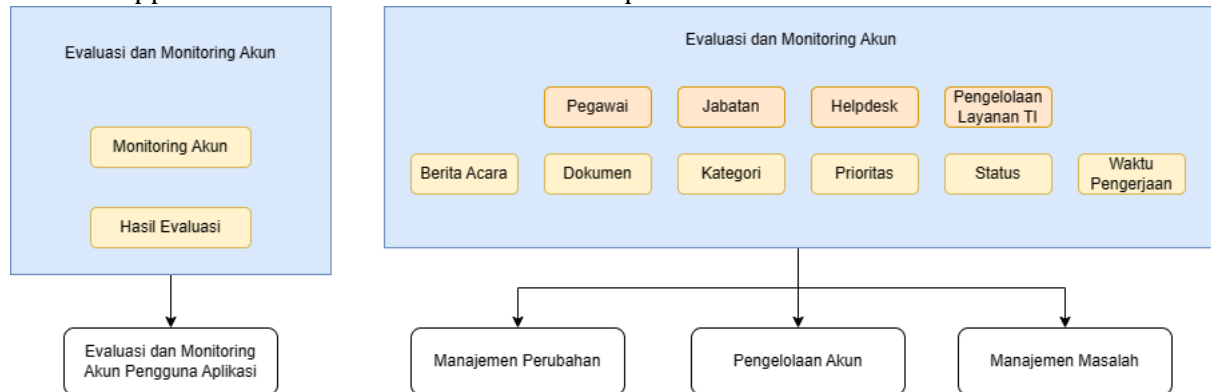 Evaluasi dan Monitoring Akun
Monitoring Akun
Hasil Evaluasi
Evaluasi dan Monitoring
Akun Pengguna Aplikasi
Evaluasi dan Monitoring Akun
Pegawai
Jabatan
Helpdesk
Pengelolaan
Layanan TI
Berita Acara
Dokumen
Kategori
Prioritas
Status
Waktu
Pengerjaan
Manajemen Perubahan
Pengelolaan Akun
Manajemen Masalah